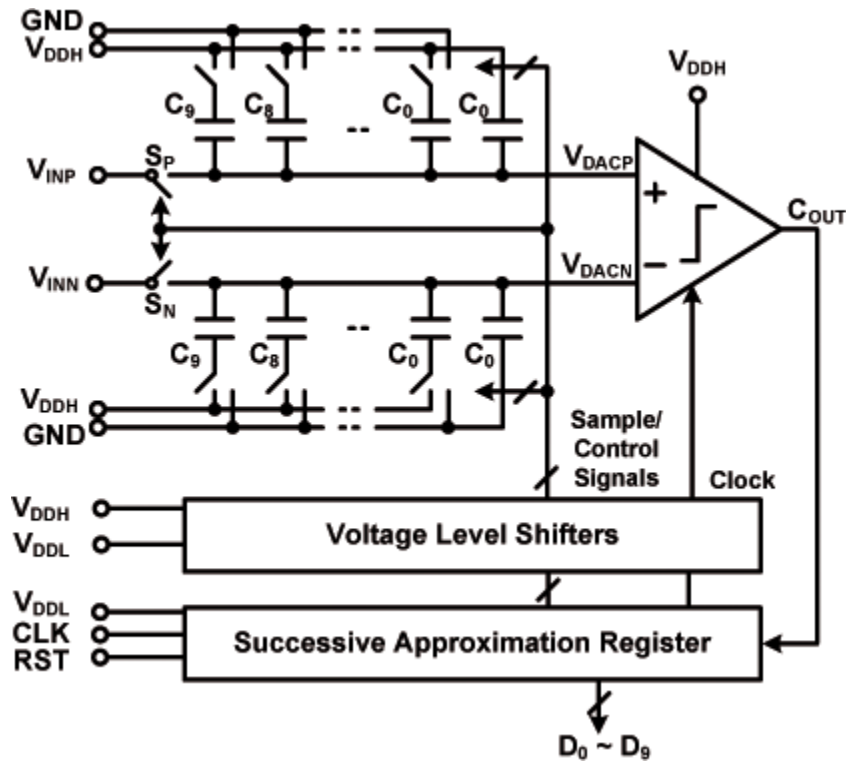 GND
VDDH
VDDH
C9 C8 -- C0 C0
VINP SP VDACP
+
COUT
VINN SN VDACN
−
C9 C8 -- C0 C0
VDDH
GND
Sample/
Control
Signals
Clock
VDDH
VDDL
Voltage Level Shifters
VDDL
CLK
RST
Successive Approximation Register
D0 ~ D9